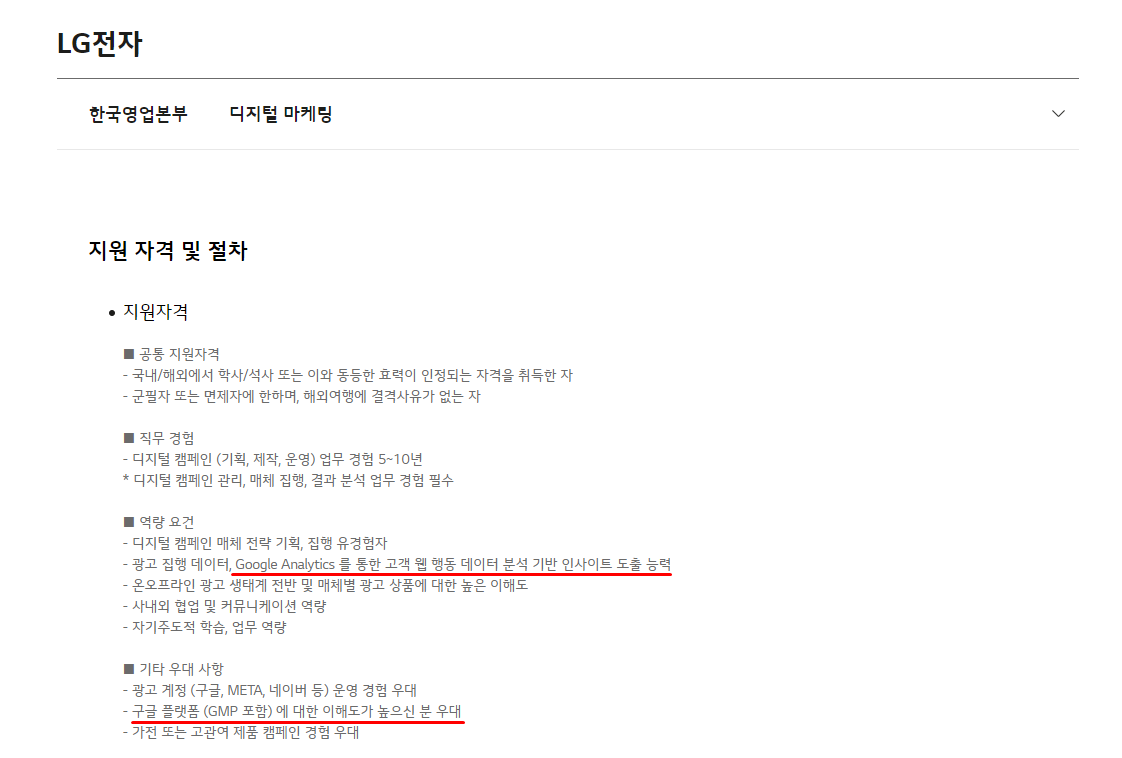 LG전자
한국영업본부 디지털 마케팅
지원 자격 및 절차
• 지원자격
■ 공통 지원자격
- 국내/해외에서 학사/석사 또는 이와 동등한 효력이 인정되는 자격을 취득한 자
- 군필자 또는 면제자에 한하며, 해외여행에 결격사유가 없는 자
■ 직무 경험
- 디지털 캠페인 (기획, 제작, 운영) 업무 경험 5~10년
* 디지털 캠페인 관리, 매체 집행, 결과 분석 업무 경험 필수
■ 역량 요건
- 디지털 캠페인 매체 전략 기획, 집행 유경험자
- 광고 집행 데이터, Google Analytics 를 통한 고객 웹 행동 데이터 분석 기반 인사이트 도출 능력
- 온오프라인 광고 생태계 전반 및 매체별 광고 상품에 대한 높은 이해도
- 사내외 협업 및 커뮤니케이션 역량
- 자기주도적 학습, 업무 역량
■ 기타 우대 사항
- 광고 계정 (구글, META, 네이버 등) 운영 경험 우대
- 구글 플랫폼 (GMP 포함) 에 대한 이해도가 높으신 분 우대
- 가전 또는 고관여 제품 캠페인 경험 우대